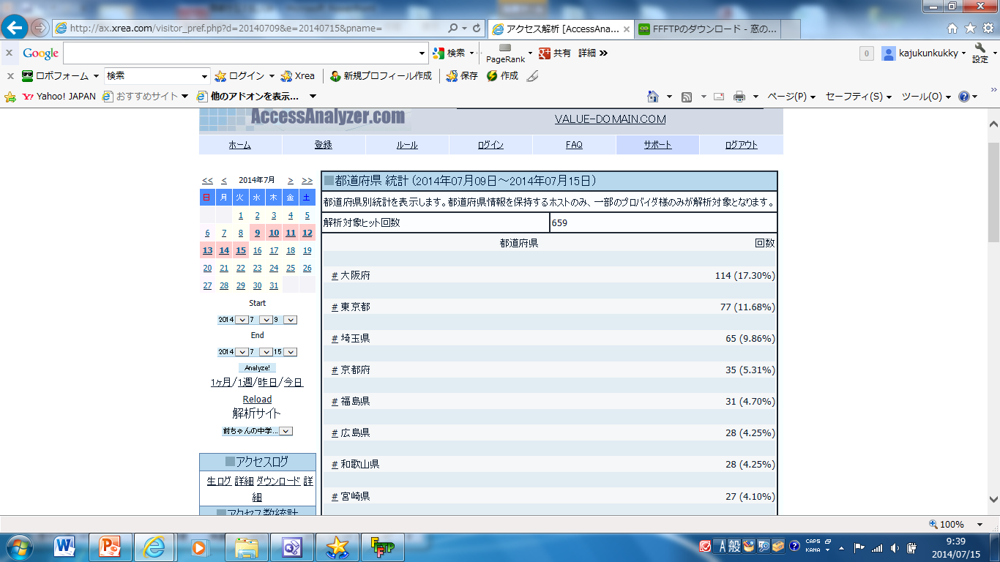 http://ax.xrea.com/visitor_pref.php?d=20140709&e=20140715&pname=
アクセス解析 [AccessAna...
FFFTPのダウンロード - 窓の...
Google
検索
PageRank
共有
詳細 »
0
kajukunkukky
設定
ロボフォーム
検索
ログイン
Xrea
新規プロフィール作成
保存
作成
Yahoo! JAPAN
おすすめサイト
他のアドオンを表示...
ページ(P)
セーフティ(S)
ツール(O)
AccessAnalyzer.com
VALUE-DOMAIN.COM
ホーム 登録 ルール ログイン FAQ サポート ログアウト
<< < 2014年7月 > >>
日 月 火 水 木 金 土
1 2 3 4 5
6 7 8 9 10 11 12
13 14 15 16 17 18 19
20 21 22 23 24 25 26
27 28 29 30 31
Start
2014 7 9
End
2014 7 15
Analyze!
1ヶ月/1週/昨日/今日
Reload
解析サイト
前ちゃんの中学...
アクセスログ
生ログ 詳細 ダウンロード 詳
細
アクセス数統計
都道府県 統計 (2014年07月09日～2014年07月15日)
都道府県別統計を表示します。都道府県情報を保持するホストのみ、一部のプロバイダ様のみが解析対象となります。
解析対象ヒット回数 659
都道府県 回数
# 大阪府 114 (17.30%)
# 東京都 77 (11.68%)
# 埼玉県 65 (9.86%)
# 京都府 35 (5.31%)
# 福島県 31 (4.70%)
# 広島県 28 (4.25%)
# 和歌山県 28 (4.25%)
# 宮崎県 27 (4.10%)
100%
A 般
CAPS
KANA
9:39
2014/07/15